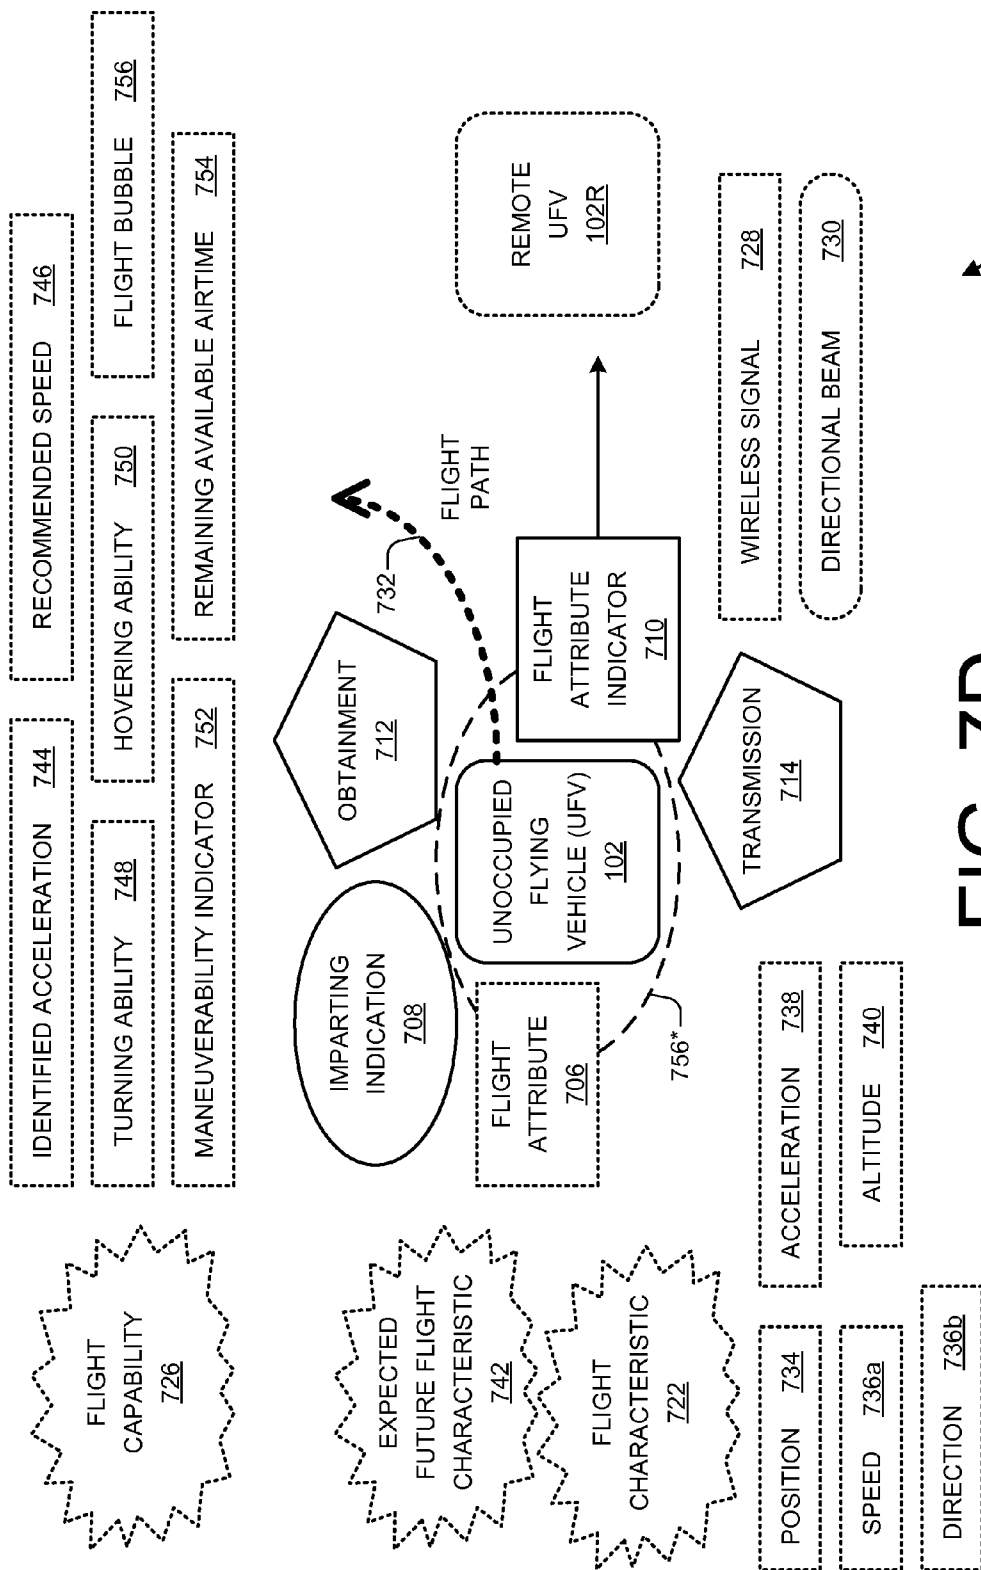 FLIGHT
CAPABILITY
726
IDENTIFIED ACCELERATION 744
RECOMMENDED SPEED 746
TURNING ABILITY 748
HOVERING ABILITY 750
FLIGHT BUBBLE 756
MANEUVERABILITY INDICATOR 752
REMAINING AVAILABLE AIRTIME 754
EXPECTED
FUTURE FLIGHT
CHARACTERISTIC
742
IMPARTING
INDICATION
708
OBTAINMENT
712
732
FLIGHT
PATH
FLIGHT
CHARACTERISTIC
722
FLIGHT
ATTRIBUTE
706
UNOCCUPIED
FLYING
VEHICLE (UFV)
102
FLIGHT
ATTRIBUTE
INDICATOR
710
REMOTE
UFV
102R
756*
TRANSMISSION
714
WIRELESS SIGNAL 728
DIRECTIONAL BEAM 730
POSITION 734
ACCELERATION 738
SPEED 736a
ALTITUDE 740
DIRECTION 736b